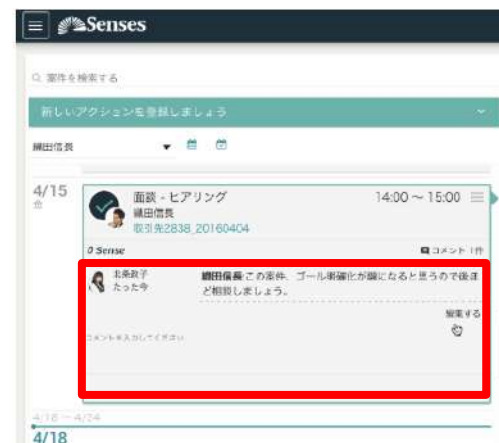 Senses
案件を検索する
新しいアクションを登録しましょう
織田信長
4/15
金
面談 - ヒアリング
14:00 ～ 15:00
織田信長
取引先2838_20160404
0 Sense
コメント 1件
北条政子
たった今
織田信長 この案件、ゴール明確化が鍵になると思うので後ほ
ど相談しましょう。
編集する
コメントを入力してください
4/18 ～ 4/24
4/18